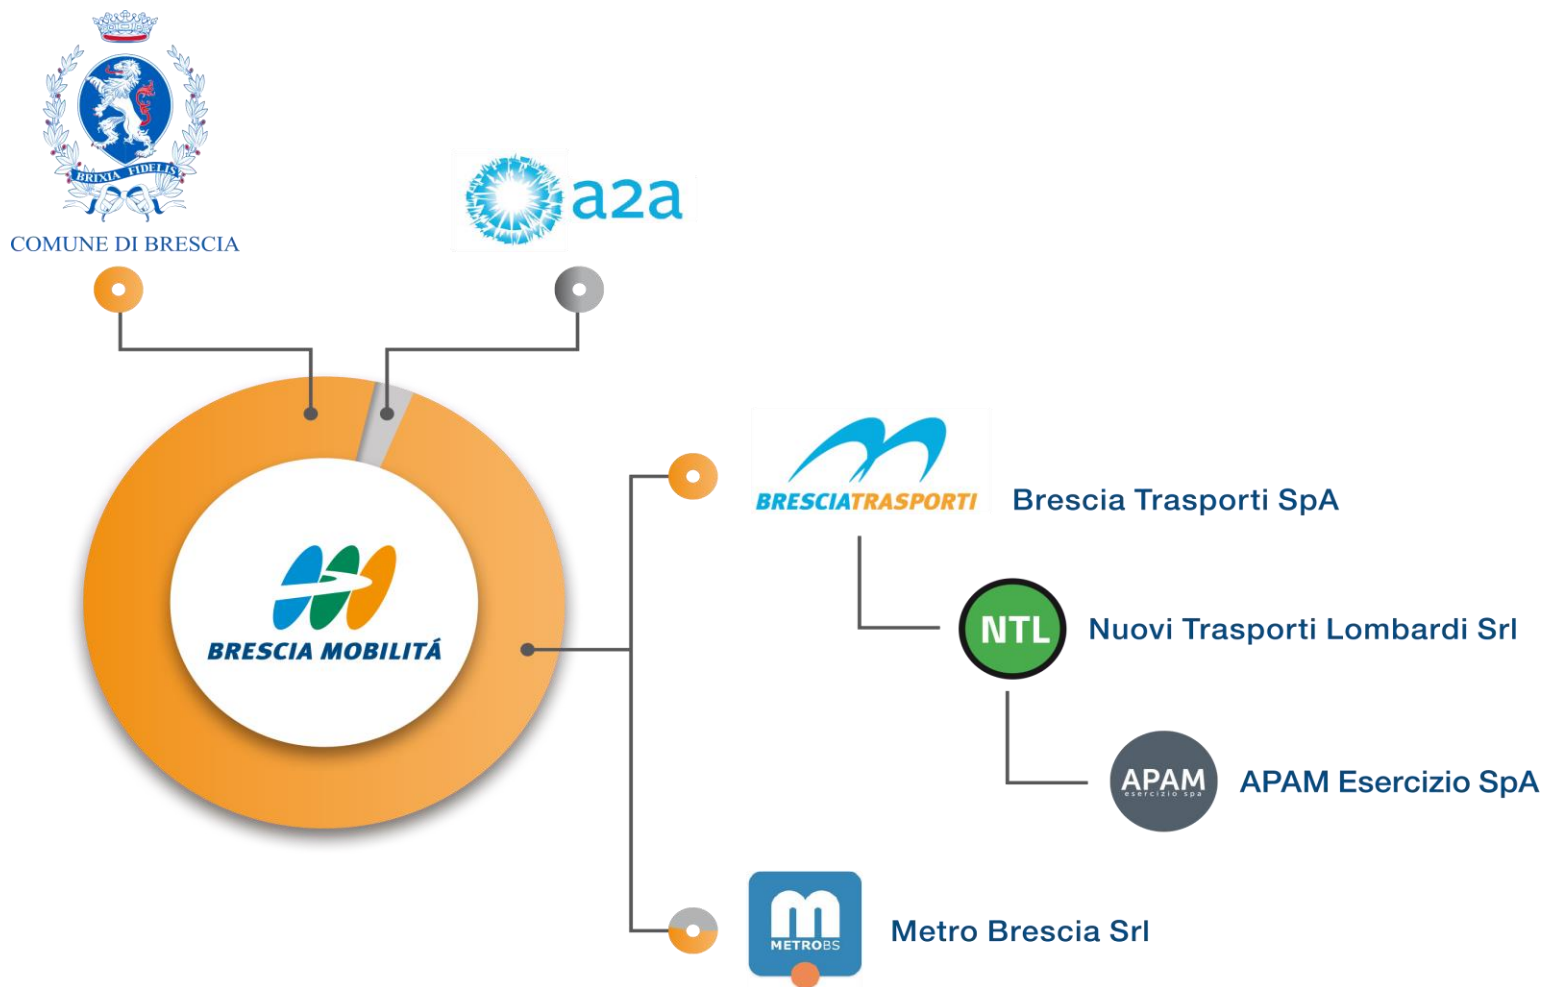 BRIXIA FIDELIS
COMUNE DI BRESCIA
a2a
BRESCIA MOBILITÁ
BRESCIATRASPORTI
Brescia Trasporti SpA
NTL
Nuovi Trasporti Lombardi Srl
APAM
esercizio spa
APAM Esercizio SpA
m
METROBS
Metro Brescia Srl